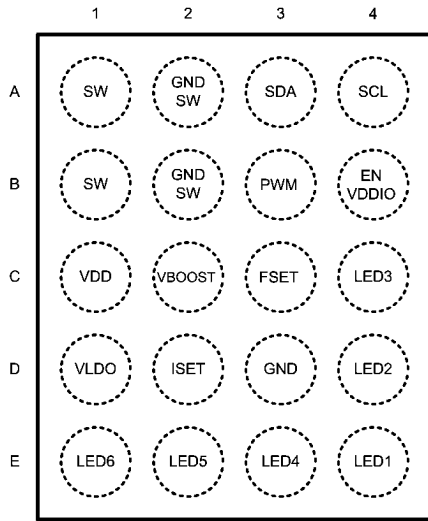 1 2 3 4
A SW GND SW SDA SCL
B SW GND SW PWM EN VDDIO
C VDD VBOOST FSET LED3
D VLDO ISET GND LED2
E LED6 LED5 LED4 LED1